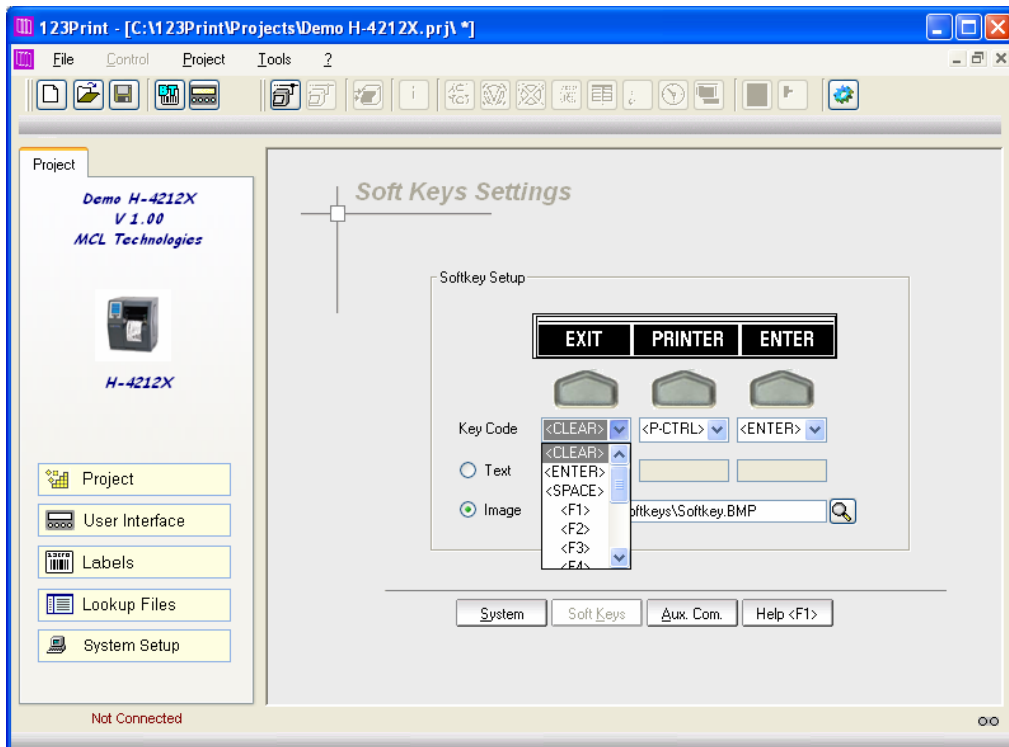 123Print - [C:\123Print\Projects\Demo H-4212X.prj\ *]
File Control Project Tools ?
Project
Demo H-4212X
V 1.00
MCL Technologies
H-4212X
Project
User Interface
Labels
Lookup Files
System Setup
Not Connected
Soft Keys Settings
Softkey Setup
EXIT PRINTER ENTER
Key Code <CLEAR> <P-CTRL> <ENTER>
<CLEAR>
<ENTER>
<SPACE>
<F1>
<F2>
<F3>
<F4>
Text
Image oftkeys\Softkey.BMP
System Soft Keys Aux. Com. Help <F1>